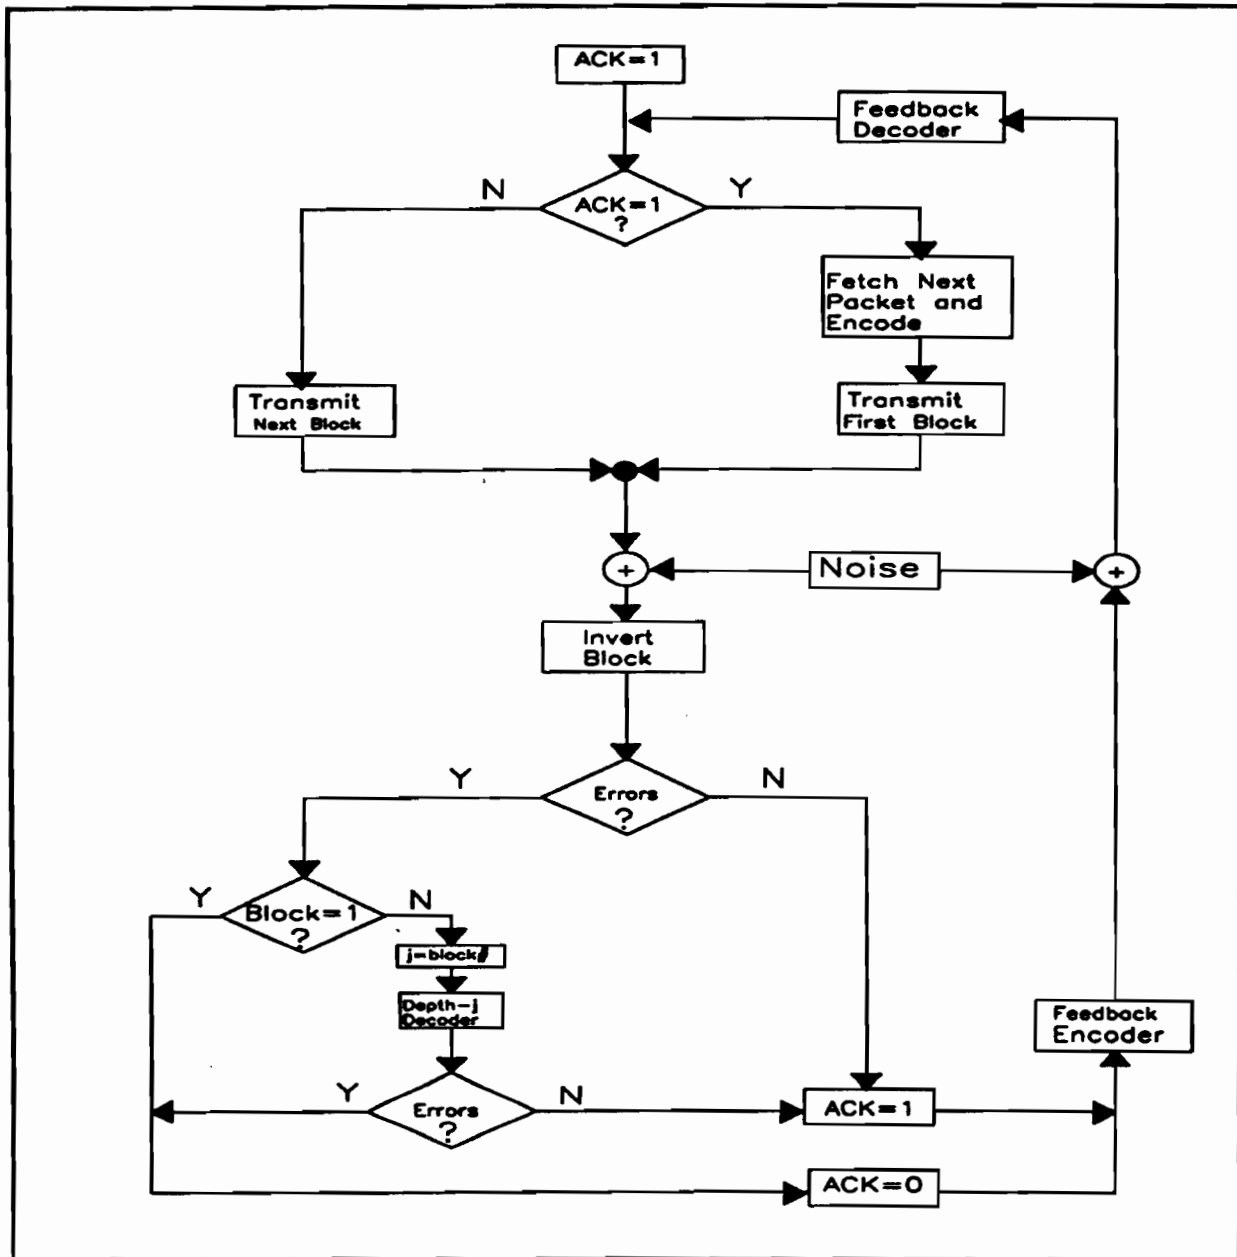 ACK=1
Feedback
Decoder
N
ACK=1
?
Y
Fetch Next
Packet and
Encode
Transmit
Next Block
Transmit
First Block
+
Noise
+
Invert
Block
Y
Errors
?
N
Y
Block=1
?
N
j=block#
Depth-j
Decoder
Feedback
Encoder
Y
Errors
?
N
ACK=1
ACK=0